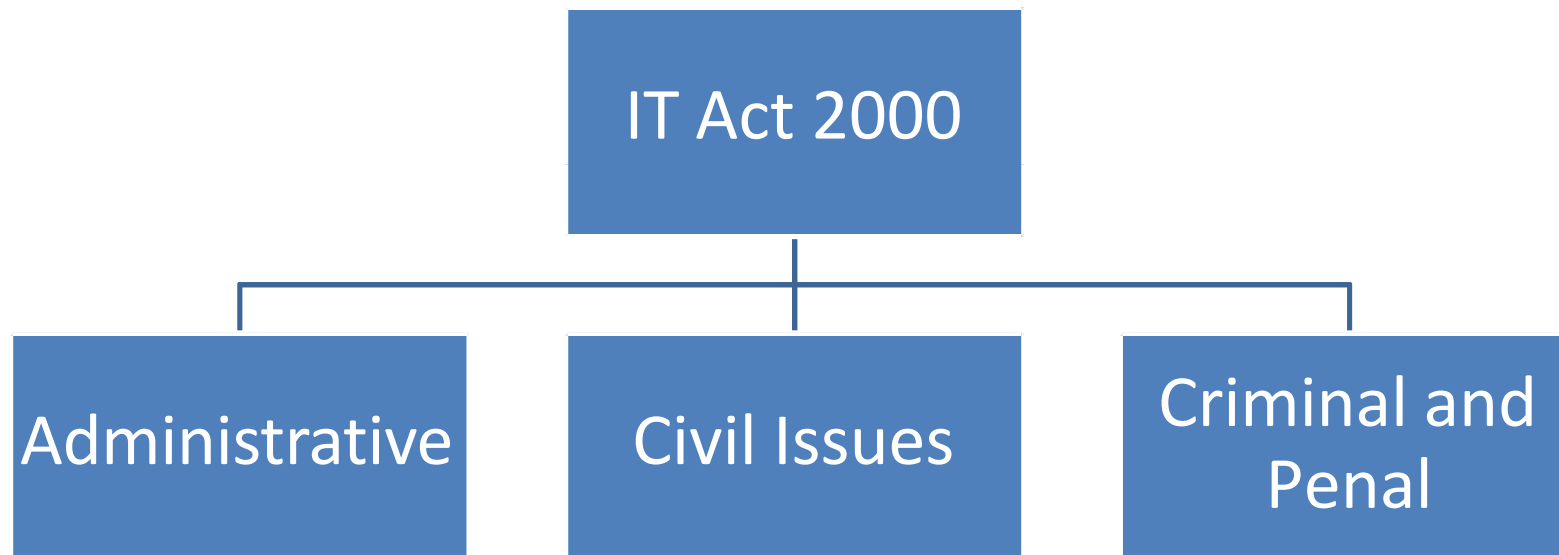 IT Act 2000
Administrative
Civil Issues
Criminal and
Penal